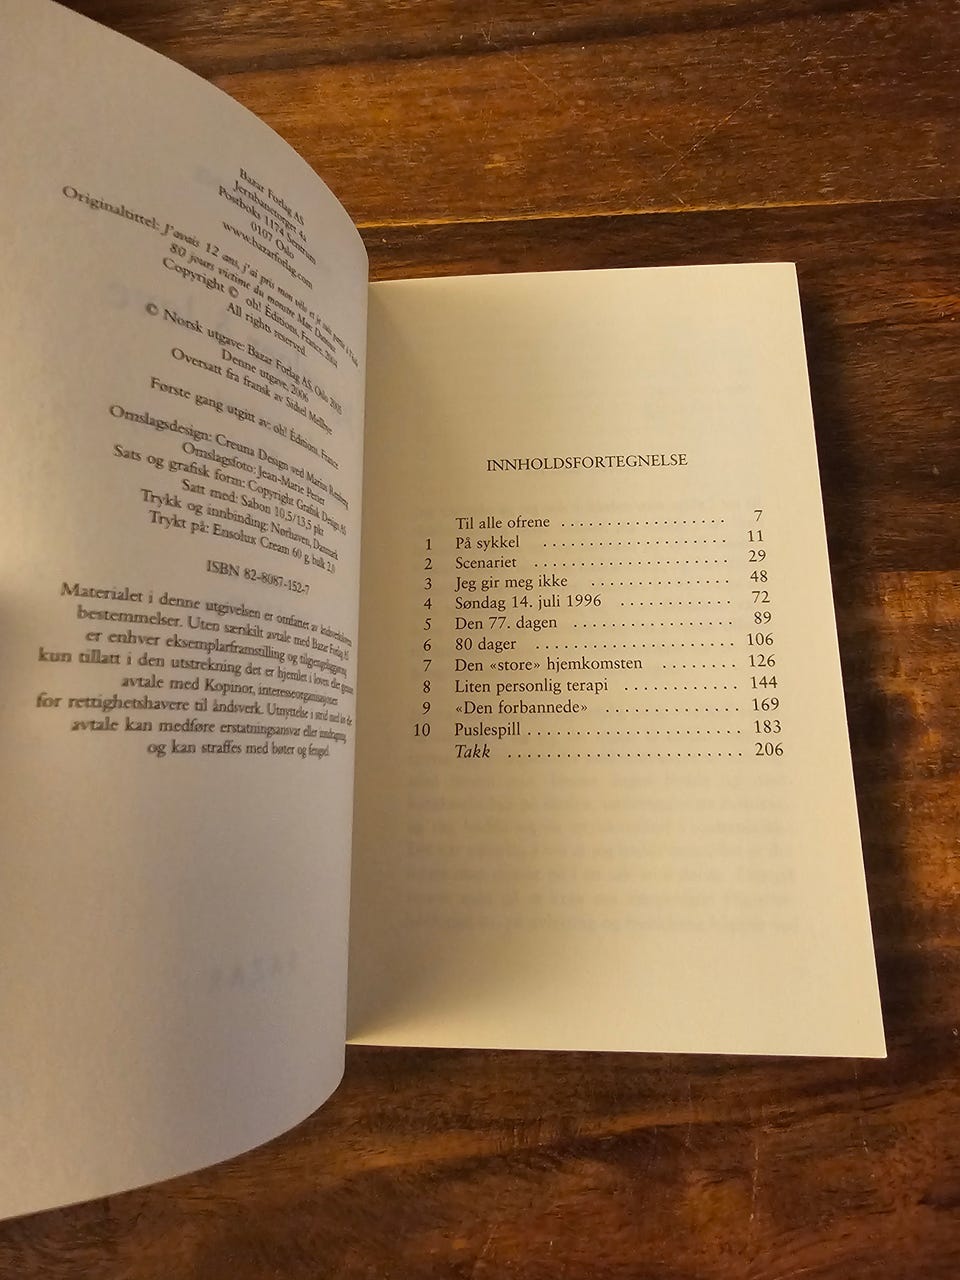 Bazar Forlag AS
Jernbanetorget 4a
Postboks 1174 Sentrum
0107 Oslo
www.bazarforlag.com
Originaltittel: J'avais 12 ans, j'ai pris mon vélo et je suis partie à l'école
80 jours victime du monstre Marc Dutroux
Copyright © oh! Éditions, France, 2004
All rights reserved
© Norsk utgave: Bazar Forlag AS, Oslo 2005
Denne utgave, 2006
Oversatt fra fransk av Sidsel Mellbye
Første gang utgitt av: oh! Éditions, France
Omslagsdesign: Creuna Design ved Marius Renberg
Omslagsfoto: Jean-Marie Perier
Sats og grafisk form: Copyright Grafisk Design AS
Satt med: Sabon 10,5/13,5 pkt
Trykk og innbinding: Nørhaven, Danmark
Trykt på: Ensolux Cream 60 g, bulk 2,0
ISBN 82-8087-152-7
Materialet i denne utgivelsen er omfattet av åndsverklovens
bestemmelser. Uten særskilt avtale med Bazar Forlag AS
er enhver eksemplarframstilling og tilgjengeliggjøring
kun tillatt i den utstrekning det er hjemlet i loven eller gjennom
avtale med Kopinor, interesseorganisasjonen
for rettighetshavere til åndsverk. Utnyttelse i strid med lov eller
avtale kan medføre erstatningsansvar eller inndragning,
og kan straffes med bøter og fengsel.
INNHOLDSFORTEGNELSE
Til alle ofrene . . . . . . . . . . . . . . . . . . 7
1 På sykkel . . . . . . . . . . . . . . . . . . . . 11
2 Scenariet . . . . . . . . . . . . . . . . . . . . . 29
3 Jeg gir meg ikke . . . . . . . . . . . . . . . 48
4 Søndag 14. juli 1996 . . . . . . . . . . . . 72
5 Den 77. dagen . . . . . . . . . . . . . . . . . 89
6 80 dager . . . . . . . . . . . . . . . . . . . . . 106
7 Den «store» hjemkomsten . . . . . . . . 126
8 Liten personlig terapi . . . . . . . . . . . . 144
9 «Den forbannede» . . . . . . . . . . . . . . 169
10 Puslespill . . . . . . . . . . . . . . . . . . . . . . . 183
Takk . . . . . . . . . . . . . . . . . . . . . . . . . 206